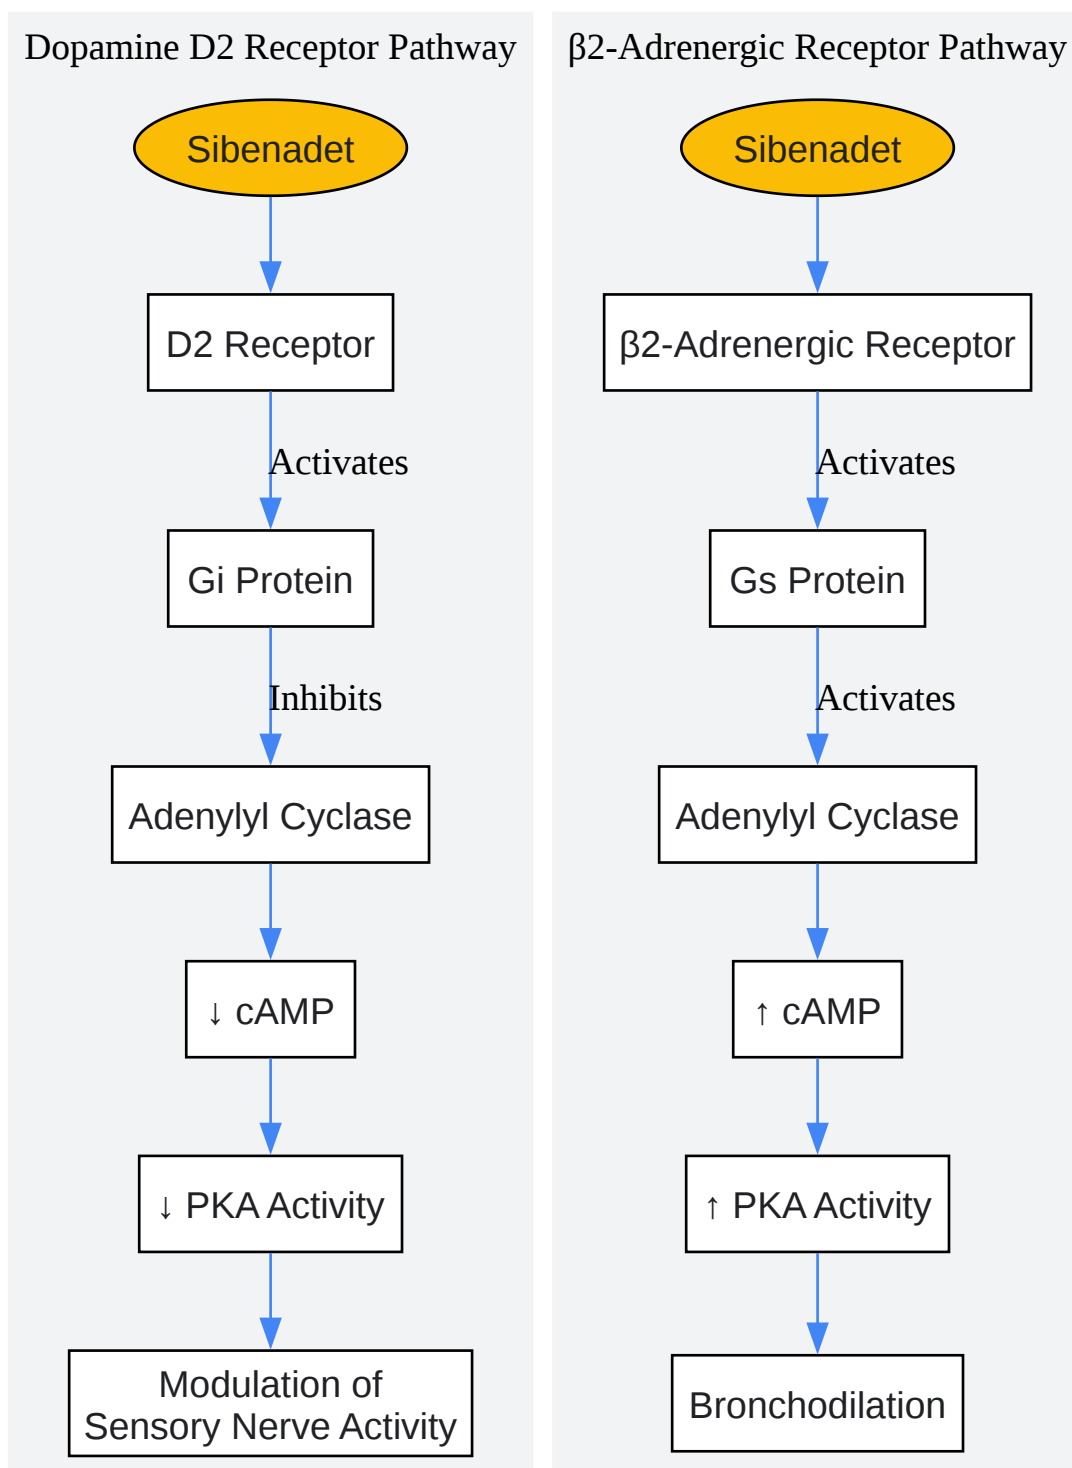 Dopamine D2 Receptor Pathway
Sibenadet
D2 Receptor
Activates
Gi Protein
Inhibits
Adenylyl Cyclase
↓ cAMP
↓ PKA Activity
Modulation of
Sensory Nerve Activity
β2-Adrenergic Receptor Pathway
Sibenadet
β2-Adrenergic Receptor
Activates
Gs Protein
Activates
Adenylyl Cyclase
↑ cAMP
↑ PKA Activity
Bronchodilation